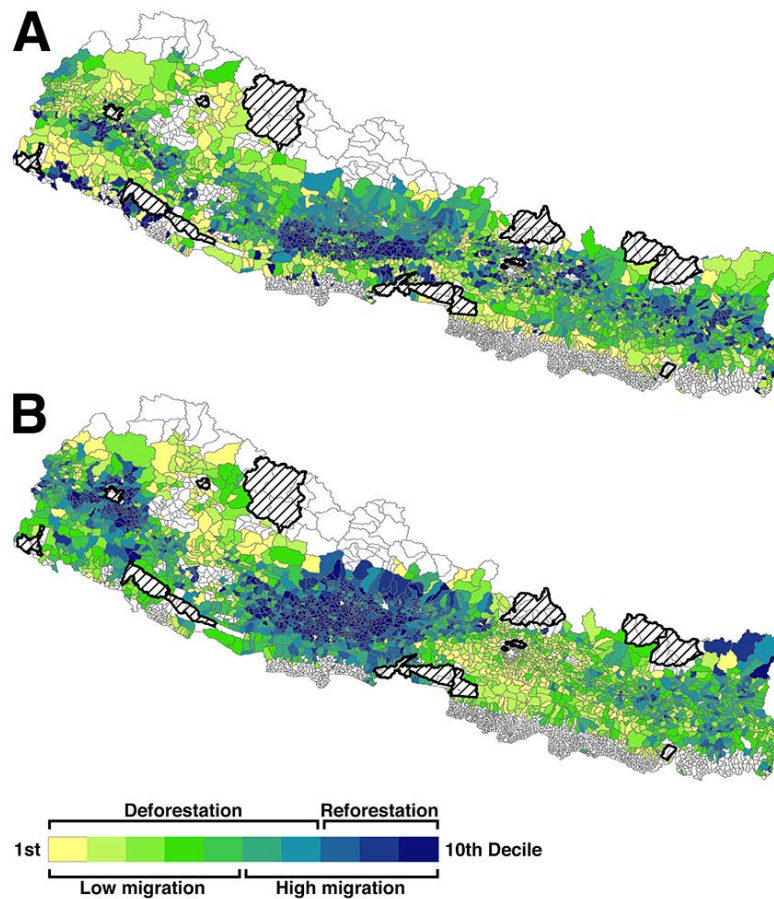 A
B
Deforestation Reforestation
1st 10th Decile
Low migration High migration